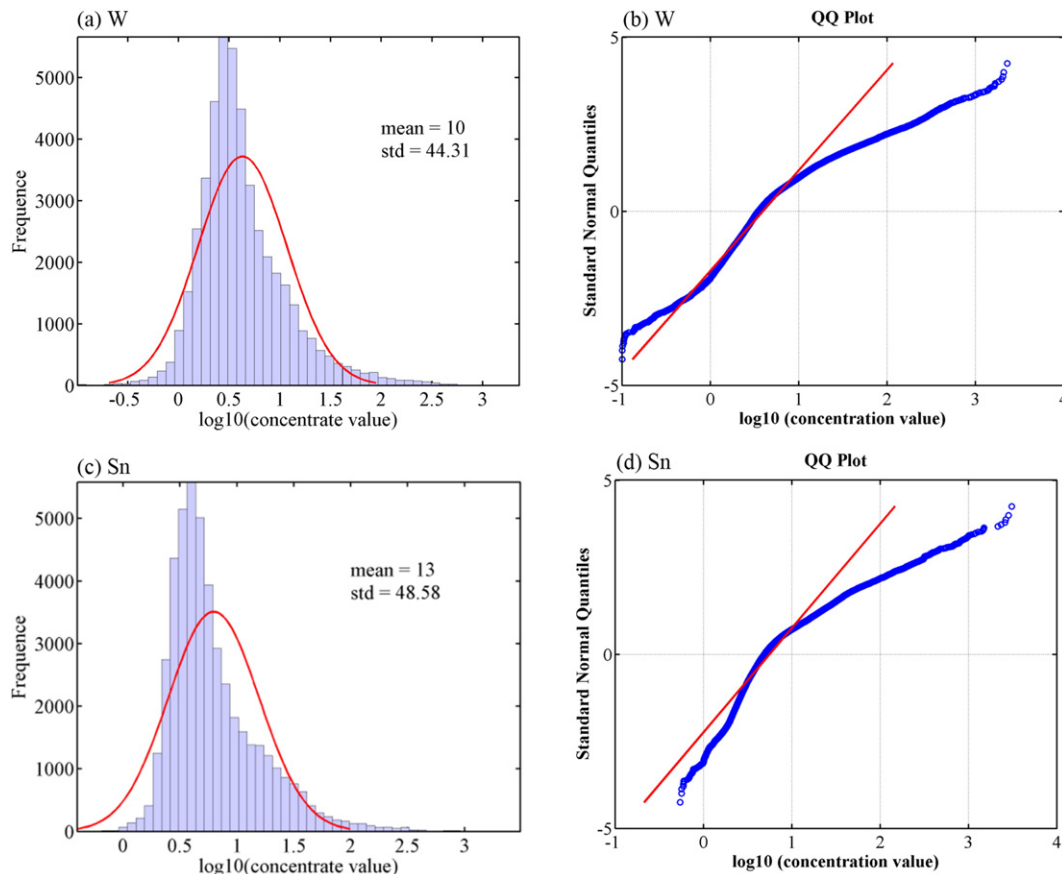 (a) W
5000
4000
3000
2000
1000
0
Frequence
mean = 10
std = 44.31
-0.5 0 0.5 1 1.5 2 2.5 3
log10(concentrate value)
(b) W
QQ Plot
5
0
-5
Standard Normal Quantiles
-1 0 1 2 3 4
log10 (concentration value)
(c) Sn
5000
4000
3000
2000
1000
0
Frequence
mean = 13
std = 48.58
0 0.5 1 1.5 2 2.5 3
log10(concentrate value)
(d) Sn
QQ Plot
5
0
-5
Standard Normal Quantiles
-1 0 1 2 3 4
log10 (concentration value)